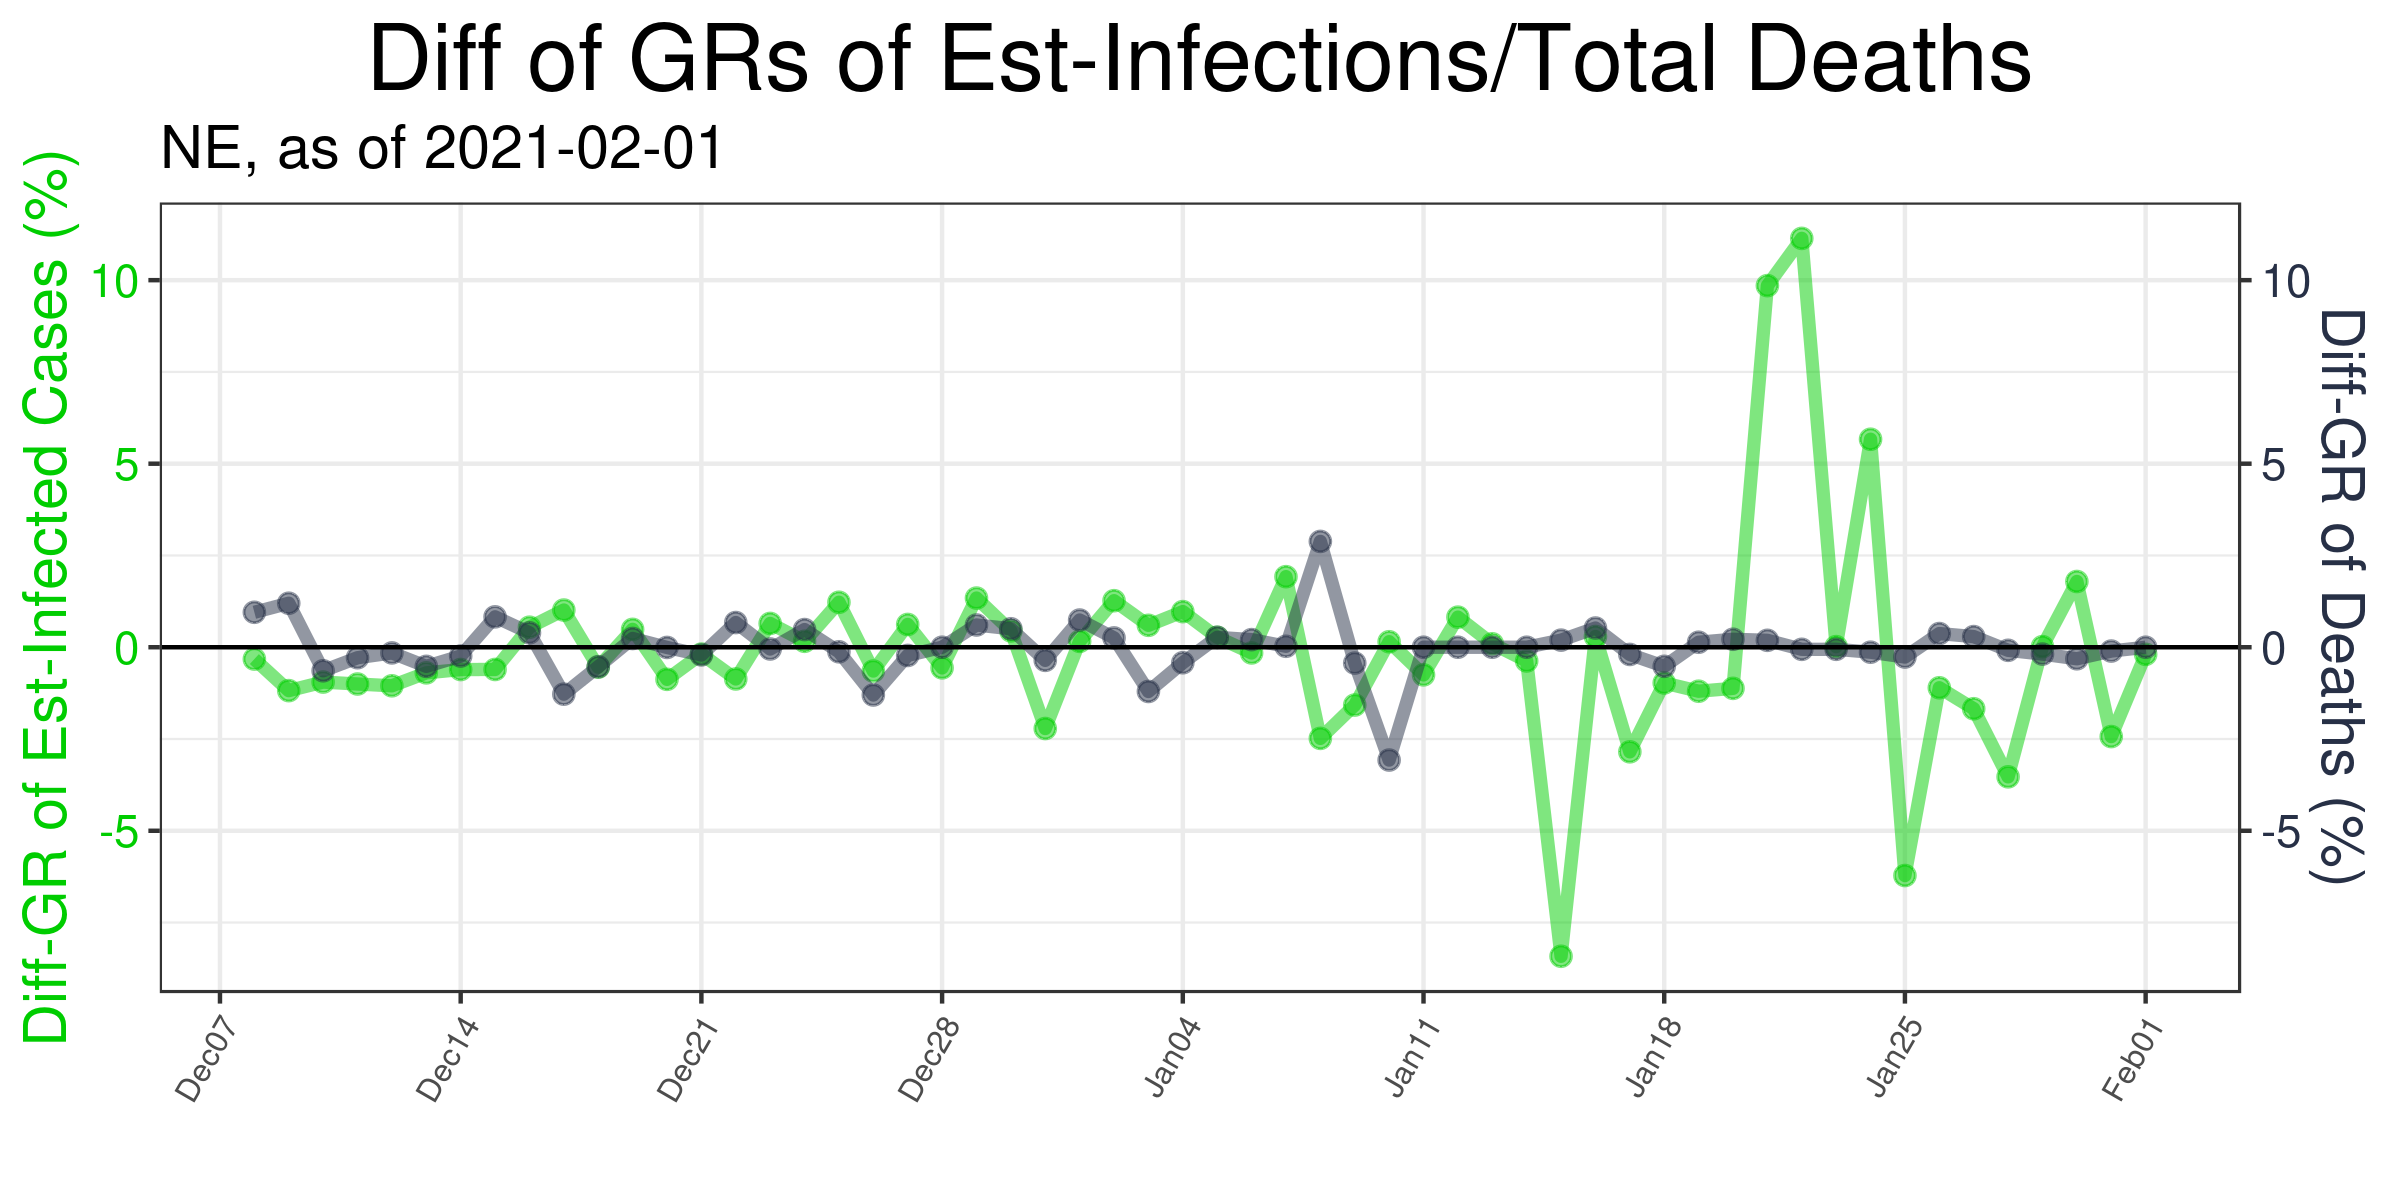 Diff of GRs of Est-Infections/Total Deaths
NE, as of 2021-02-01
Diff-GR of Est-Infected Cases (%)
10
5
0
-5
10
5
0
-5
Diff-GR of Deaths (%)
Dec07
Dec14
Dec21
Dec28
Jan04
Jan11
Jan18
Jan25
Feb01